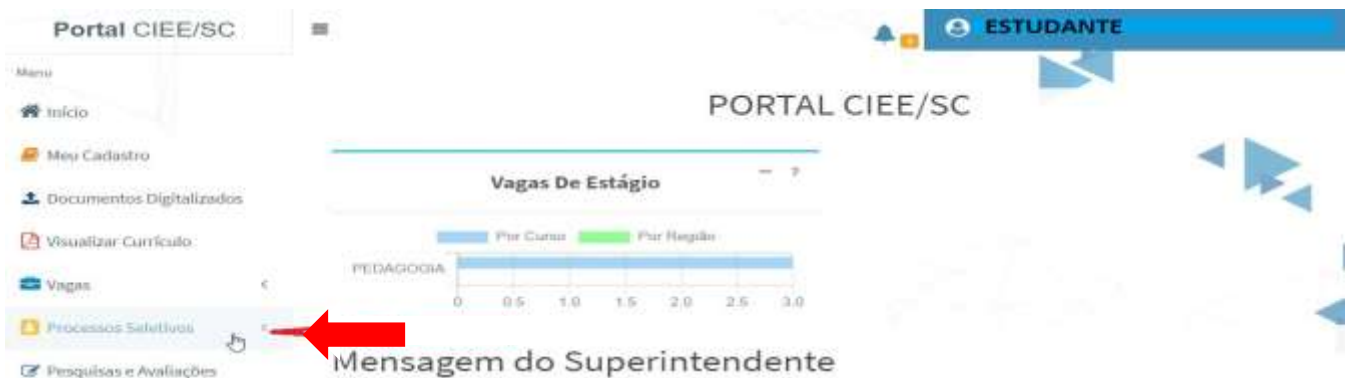 Portal CIEE/SC
ESTUDANTE
Menu
Início
Meu Cadastro
Documentos Digitalizados
Visualizar Currículo
Vagas
Processos Seletivos
Pesquisas e Avaliações
PORTAL CIEE/SC
Vagas De Estágio
Por Curso Por Região
PEDAGOGIA
0 0.5 1.0 1.5 2.0 2.5 3.0
Mensagem do Superintendente